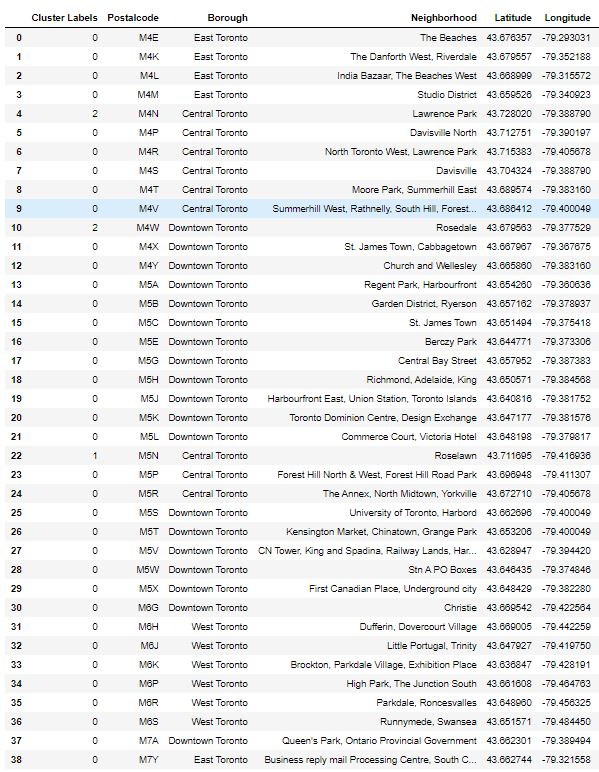 Cluster Labels Postalcode Borough Neighborhood Latitude Longitude
0 0 M4E East Toronto The Beaches 43.676357 -79.293031
1 0 M4K East Toronto The Danforth West, Riverdale 43.679557 -79.352188
2 0 M4L East Toronto India Bazaar, The Beaches West 43.668999 -79.315572
3 0 M4M East Toronto Studio District 43.659526 -79.340923
4 2 M4N Central Toronto Lawrence Park 43.728020 -79.388790
5 0 M4P Central Toronto Davisville North 43.712751 -79.390197
6 0 M4R Central Toronto North Toronto West, Lawrence Park 43.715383 -79.405678
7 0 M4S Central Toronto Davisville 43.704324 -79.388790
8 0 M4T Central Toronto Moore Park, Summerhill East 43.689574 -79.383160
9 0 M4V Central Toronto Summerhill West, Rathnelly, South Hill, Forest... 43.686412 -79.400049
10 2 M4W Downtown Toronto Rosedale 43.679563 -79.377529
11 0 M4X Downtown Toronto St. James Town, Cabbagetown 43.667967 -79.367675
12 0 M4Y Downtown Toronto Church and Wellesley 43.665860 -79.383160
13 0 M5A Downtown Toronto Regent Park, Harbourfront 43.654260 -79.360636
14 0 M5B Downtown Toronto Garden District, Ryerson 43.657162 -79.378937
15 0 M5C Downtown Toronto St. James Town 43.651494 -79.375418
16 0 M5E Downtown Toronto Berczy Park 43.644771 -79.373306
17 0 M5G Downtown Toronto Central Bay Street 43.657952 -79.387383
18 0 M5H Downtown Toronto Richmond, Adelaide, King 43.650571 -79.384568
19 0 M5J Downtown Toronto Harbourfront East, Union Station, Toronto Islands 43.640816 -79.381752
20 0 M5K Downtown Toronto Toronto Dominion Centre, Design Exchange 43.647177 -79.381576
21 0 M5L Downtown Toronto Commerce Court, Victoria Hotel 43.648198 -79.379817
22 1 M5N Central Toronto Roselawn 43.711695 -79.416936
23 0 M5P Central Toronto Forest Hill North & West, Forest Hill Road Park 43.696948 -79.411307
24 0 M5R Central Toronto The Annex, North Midtown, Yorkville 43.672710 -79.405678
25 0 M5S Downtown Toronto University of Toronto, Harbord 43.662696 -79.400049
26 0 M5T Downtown Toronto Kensington Market, Chinatown, Grange Park 43.653206 -79.400049
27 0 M5V Downtown Toronto CN Tower, King and Spadina, Railway Lands, Har... 43.628947 -79.394420
28 0 M5W Downtown Toronto Stn A PO Boxes 43.646435 -79.374846
29 0 M5X Downtown Toronto First Canadian Place, Underground city 43.648429 -79.382280
30 0 M6G Downtown Toronto Christie 43.669542 -79.422564
31 0 M6H West Toronto Dufferin, Dovercourt Village 43.669005 -79.442259
32 0 M6J West Toronto Little Portugal, Trinity 43.647927 -79.419750
33 0 M6K West Toronto Brockton, Parkdale Village, Exhibition Place 43.636847 -79.428191
34 0 M6P West Toronto High Park, The Junction South 43.661608 -79.464763
35 0 M6R West Toronto Parkdale, Roncesvalles 43.648960 -79.456325
36 0 M6S West Toronto Runnymede, Swansea 43.651571 -79.484450
37 0 M7A Downtown Toronto Queen's Park, Ontario Provincial Government 43.662301 -79.389494
38 0 M7Y East Toronto Business reply mail Processing Centre, South C... 43.662744 -79.321558